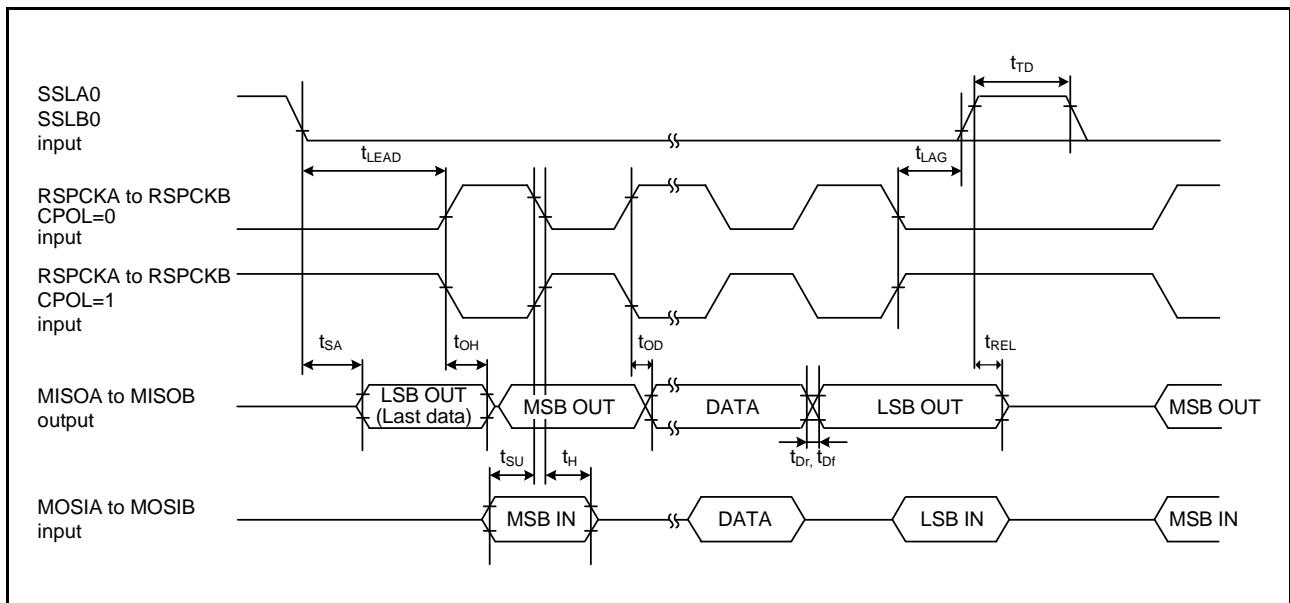 tTD
SSLA0
SSLB0
input
tLEAD
tLAG
RSPCKA to RSPCKB
CPOL=0
input
RSPCKA to RSPCKB
CPOL=1
input
tSA
tOH
tOD
tREL
MISOA to MISOB
output
LSB OUT
(Last data)
MSB OUT
DATA
LSB OUT
MSB OUT
tSU
tH
tDr, tDf
MOSIA to MOSIB
input
MSB IN
DATA
LSB IN
MSB IN